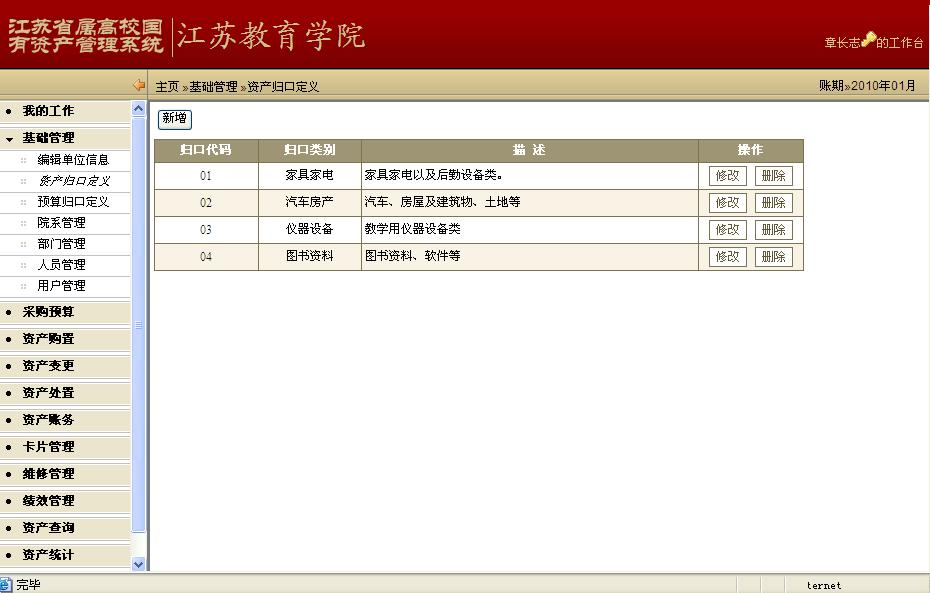 江苏省属高校国
有资产管理系统
江苏教育学院
章长志的工作台
主页»基础管理»资产归口定义
账期»2010年01月
我的工作
基础管理
编辑单位信息
资产归口定义
预算归口定义
院系管理
部门管理
人员管理
用户管理
采购预算
资产购置
资产变更
资产处置
资产账务
卡片管理
维修管理
绩效管理
资产查询
资产统计
新增
归口代码 归口类别 描 述 操作
01 家具家电 家具家电以及后勤设备类。 修改 删除
02 汽车房产 汽车、房屋及建筑物、土地等 修改 删除
03 仪器设备 教学用仪器设备类 修改 删除
04 图书资料 图书资料、软件等 修改 删除
完毕
ternet